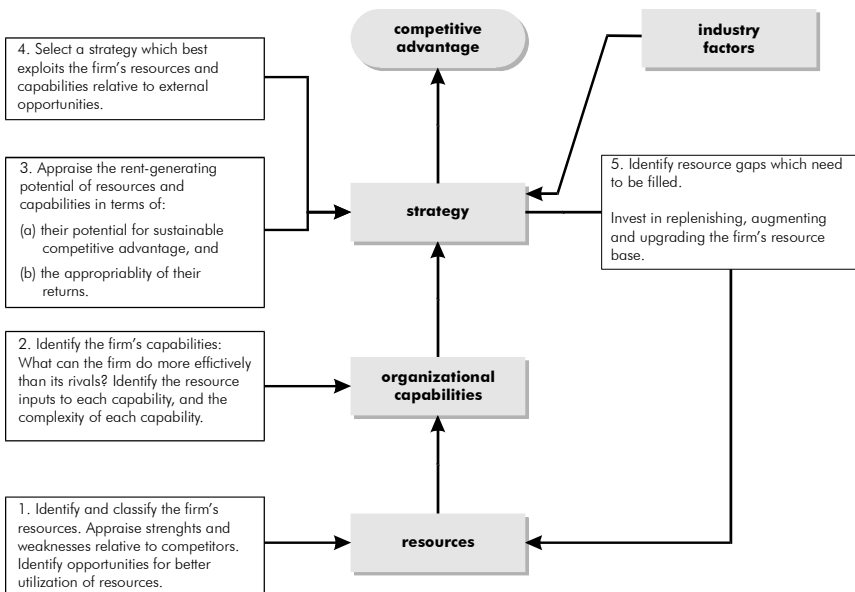 competitive
advantage
industry
factors
4. Select a strategy which best
exploits the firm's resources and
capabilities relative to external
opportunities.
3. Appraise the rent-generating
potential of resources and
capabilities in terms of:
(a) their potential for sustainable
competitive advantage, and
(b) the appropriablity of their
returns.
strategy
5. Identify resource gaps which need
to be filled.
Invest in replenishing, augmenting
and upgrading the firm's resource
base.
2. Identify the firm's capabilities:
What can the firm do more effictively
than its rivals? Identify the resource
inputs to each capability, and the
complexity of each capability.
organizational
capabilities
1. Identify and classify the firm's
resources. Appraise strenghts and
weaknesses relative to competitors.
Identify opportunities for better
utilization of resources.
resources